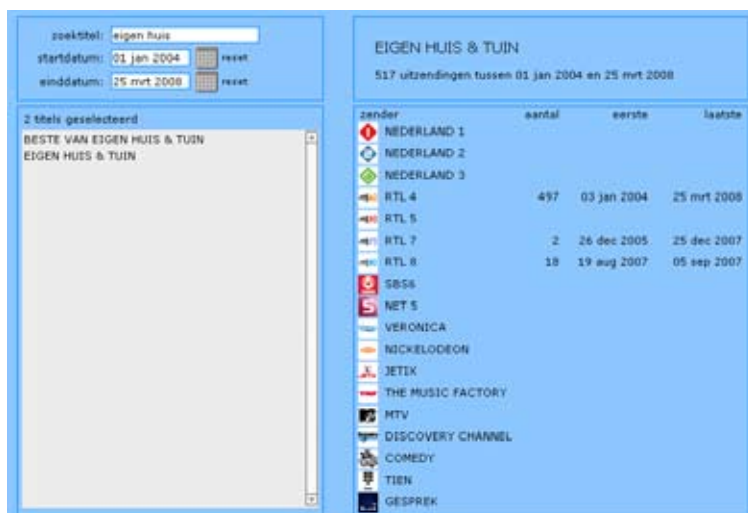 zoektitel: eigen huis
startdatum: 01 jan 2004 reset
einddatum: 25 mrt 2008 reset
2 titels geselecteerd
BESTE VAN EIGEN HUIS & TUIN
EIGEN HUIS & TUIN
EIGEN HUIS & TUIN
517 uitzendingen tussen 01 jan 2004 en 25 mrt 2008
zender aantal eerste laatste
NEDERLAND 1
NEDERLAND 2
NEDERLAND 3
RTL 4 497 03 jan 2004 25 mrt 2008
RTL 5
RTL 7 2 26 dec 2005 25 dec 2007
RTL 8 18 19 aug 2007 05 sep 2007
SBS6
NET 5
VERONICA
NICKELODEON
JETIX
THE MUSIC FACTORY
MTV
DISCOVERY CHANNEL
COMEDY
TIEN
GESPREK